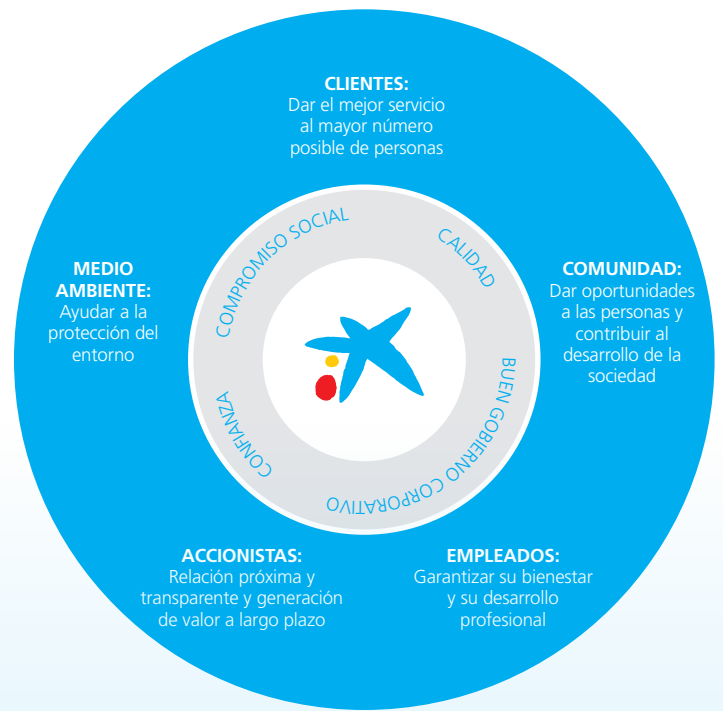 CLIENTES:
Dar el mejor servicio
al mayor número
posible de personas
COMPROMISO SOCIAL
CALIDAD
MEDIO
AMBIENTE:
Ayudar a la
protección del
entorno
COMUNIDAD:
Dar oportunidades
a las personas y
contribuir al
desarrollo de la
sociedad
CONFIANZA
BUEN GOBIERNO CORPORATIVO
ACCIONISTAS:
Relación próxima y
transparente y generación
de valor a largo plazo
EMPLEADOS:
Garantizar su bienestar
y su desarrollo
profesional